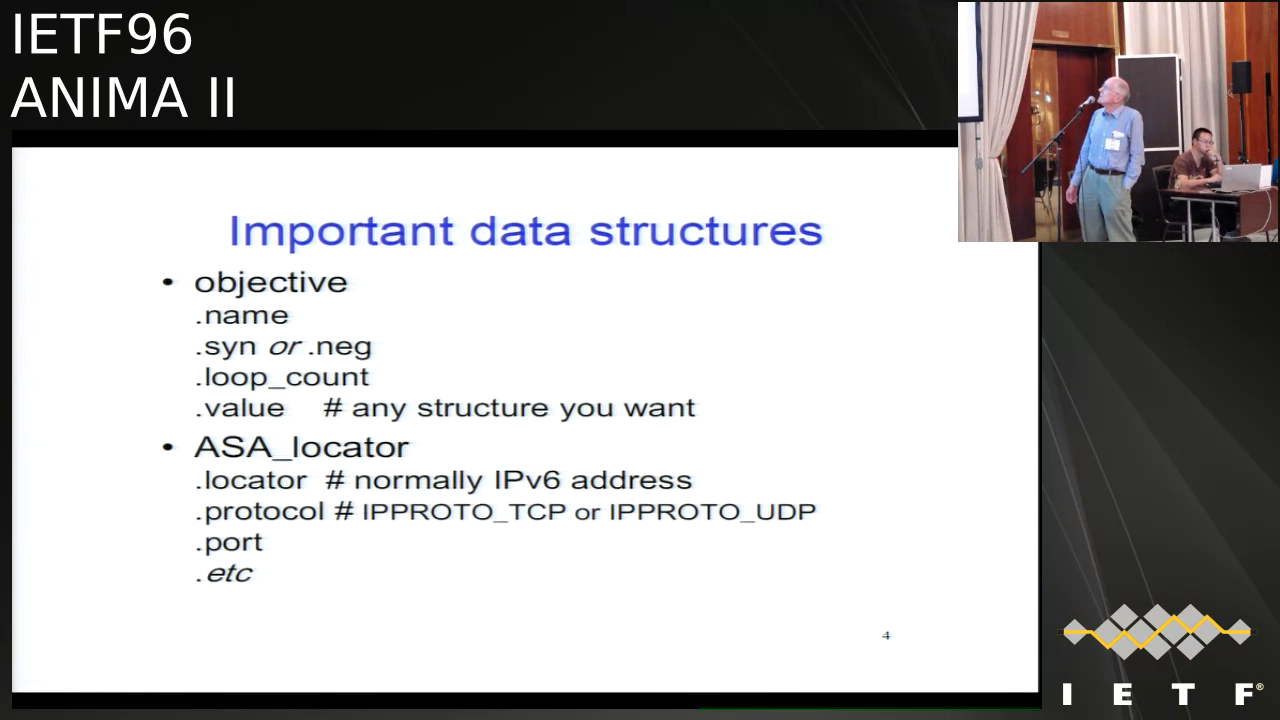 IETF96
ANIMA II
Important data structures
• objective
.name
.syn or .neg
.loop_count
.value # any structure you want
• ASA_locator
.locator # normally IPv6 address
.protocol # IPPROTO_TCP or IPPROTO_UDP
.port
.etc
4
I E T F®